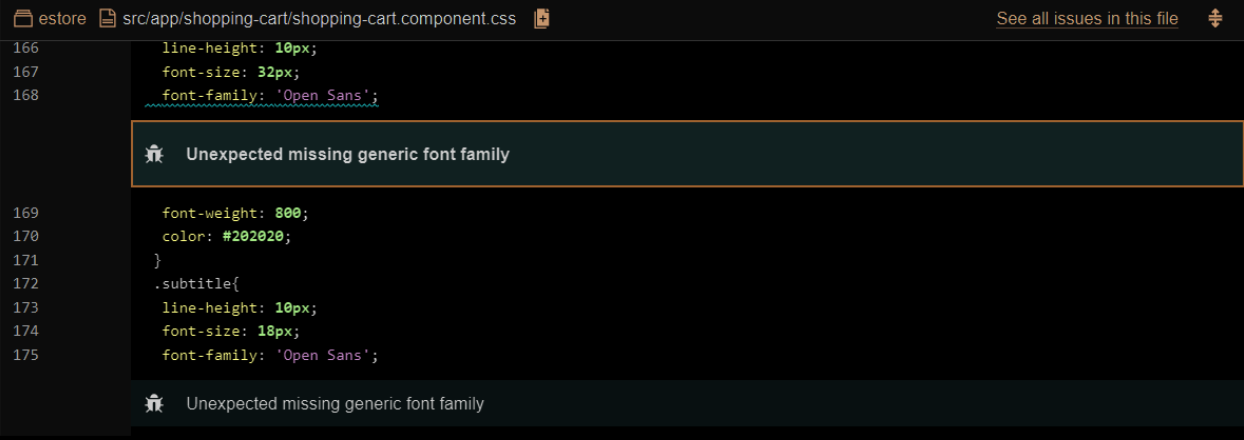 estore src/app/shopping-cart/shopping-cart.component.css See all issues in this file
166 line-height: 10px;
167 font-size: 32px;
168 font-family: 'Open Sans';
Unexpected missing generic font family
169 font-weight: 800;
170 color: #202020;
171 }
172 .subtitle{
173 line-height: 10px;
174 font-size: 18px;
175 font-family: 'Open Sans';
Unexpected missing generic font family